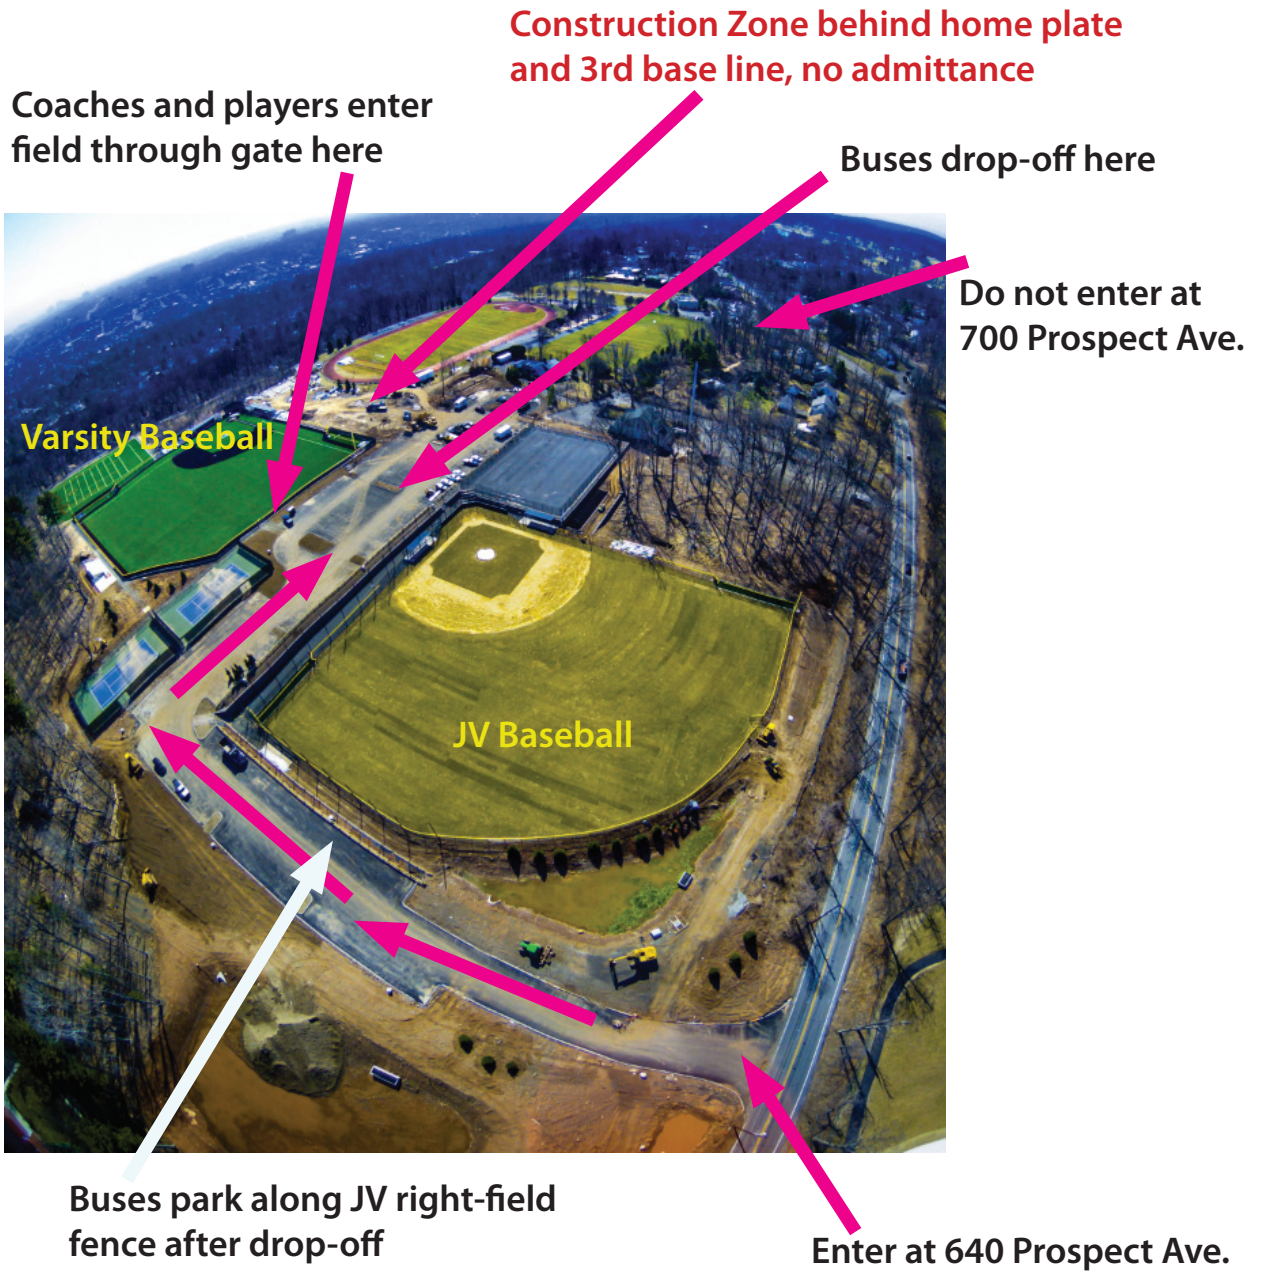 Construction Zone behind home plate
and 3rd base line, no admittance
Coaches and players enter
field through gate here
Buses drop-off here
Do not enter at
700 Prospect Ave.
Varsity Baseball
JV Baseball
Buses park along JV right-field
fence after drop-off
Enter at 640 Prospect Ave.